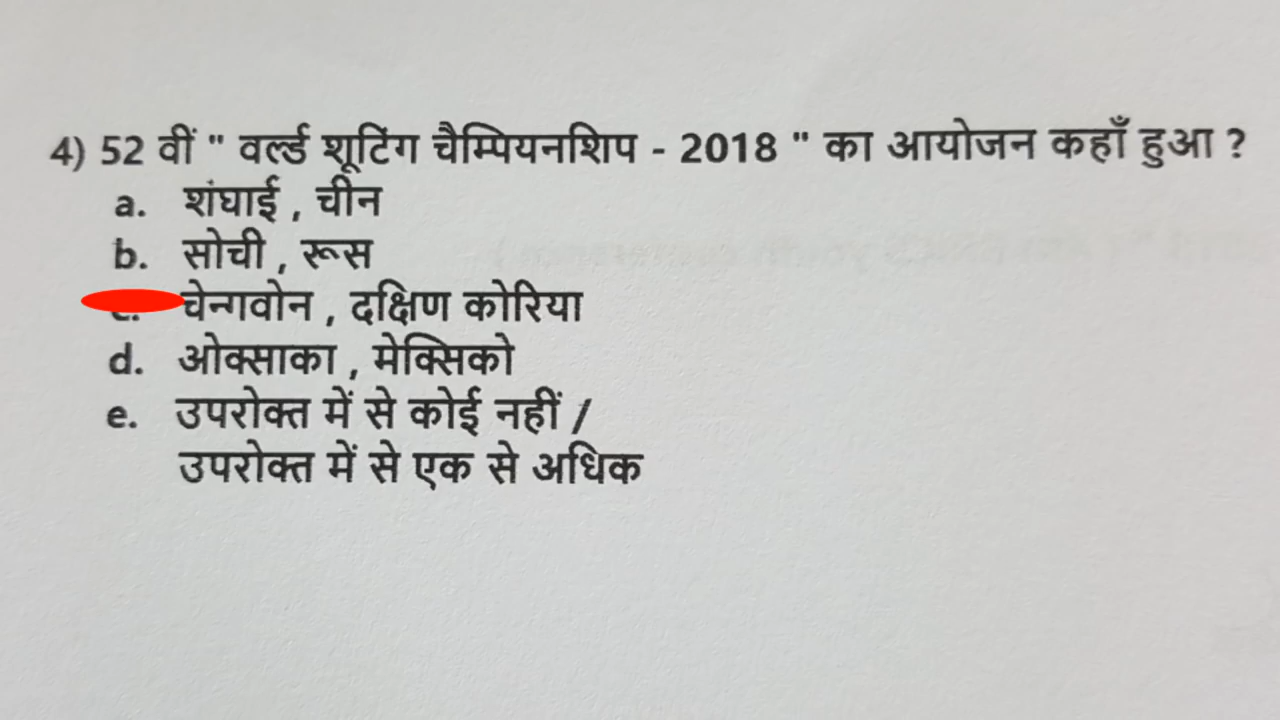 4) 52 वीं " वर्ल्ड शूटिंग चैम्पियनशिप - 2018 " का आयोजन कहाँ हुआ ?
a. शंघाई , चीन
b. सोची , रूस
चेन्गवोन , दक्षिण कोरिया
d. ओक्साका , मेक्सिको
e. उपरोक्त में से कोई नहीं /
उपरोक्त में से एक से अधिक